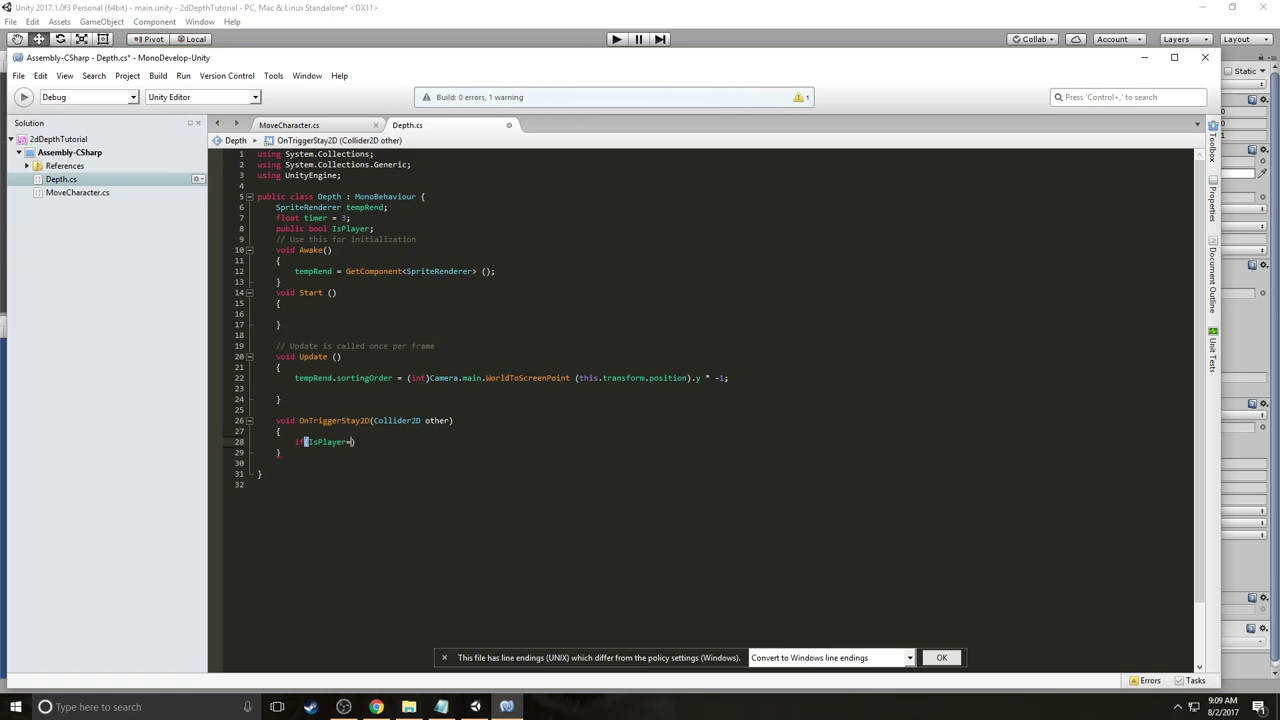 Unity 2017.1.0f3 Personal (64bit) - main.unity - 2dDepthTutorial - PC, Mac & Linux Standalone* <DX11>
File Edit Assets GameObject Component Window Help
Pivot Local Collab Account Layers Layout
Assembly-CSharp - Depth.cs* - MonoDevelop-Unity
Static
File Edit View Search Project Build Run Version Control Tools Window Help
Debug Unity Editor Build: 0 errors, 1 warning 1 Press 'Control+,' to search
Solution
MoveCharacter.cs Depth.cs
2dDepthTutorial
Depth OnTriggerStay2D (Collider2D other)
Assembly-CSharp
References
Depth.cs
MoveCharacter.cs
1 using System.Collections;
2 using System.Collections.Generic;
3 using UnityEngine;
4
5 public class Depth : MonoBehaviour {
6 SpriteRenderer tempRend;
7 float timer = 3;
8 public bool IsPlayer;
9 // Use this for initialization
10 void Awake()
11 {
12 tempRend = GetComponent<SpriteRenderer> ();
13 }
14 void Start ()
15 {
16
17 }
18
19 // Update is called once per frame
20 void Update ()
21 {
22 tempRend.sortingOrder = (int)Camera.main.WorldToScreenPoint (this.transform.position).y * -1;
23
24 }
25
26 void OnTriggerStay2D(Collider2D other)
27 {
28 if(IsPlayer=)
29 }
30
31 }
32
Toolbox
Properties
Document Outline
Unit Tests
This file has line endings (UNIX) which differ from the policy settings (Windows). Convert to Windows line endings OK
Errors Tasks
Type here to search
9:09 AM
8/2/2017
1